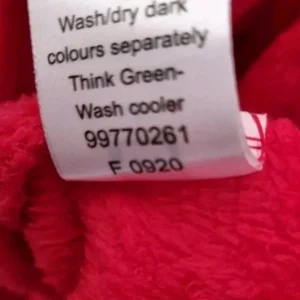 Wash/dry dark
colours separately
Think Green-
Wash cooler
99770261
F 0920